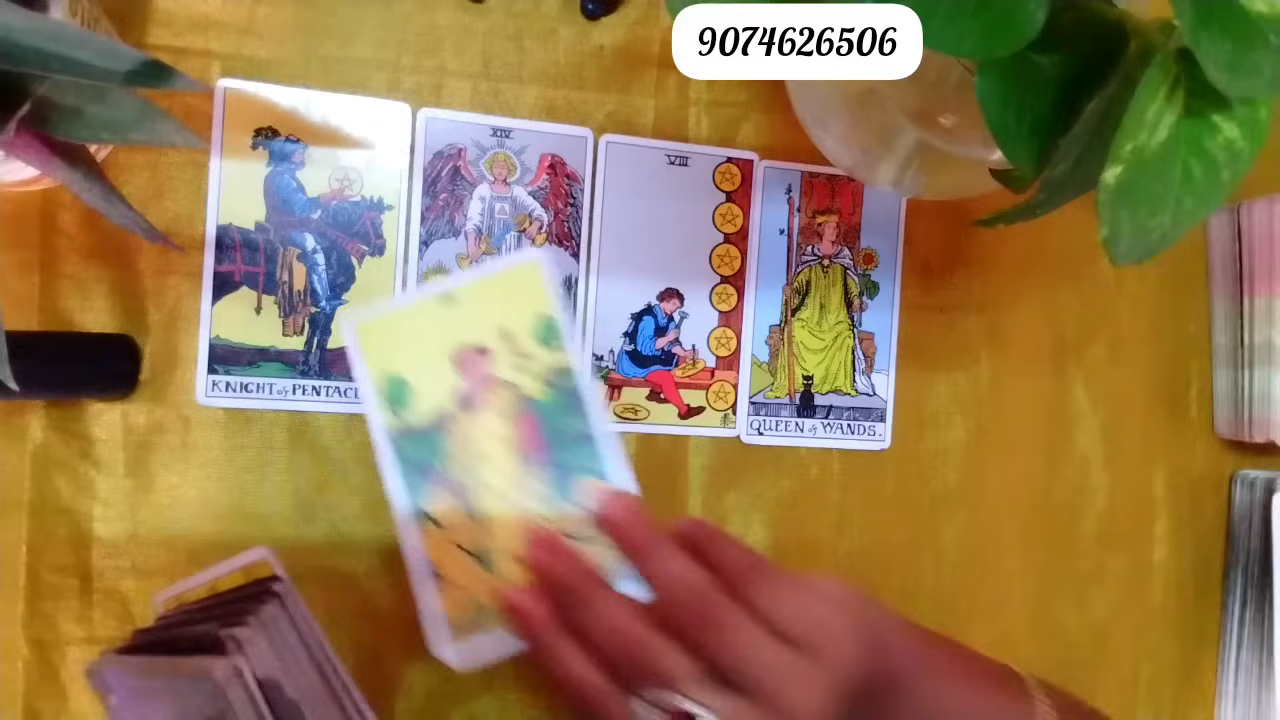 9074626506
XIV
VIII
KNIGHT of PENTACL
QUEEN of WANDS.